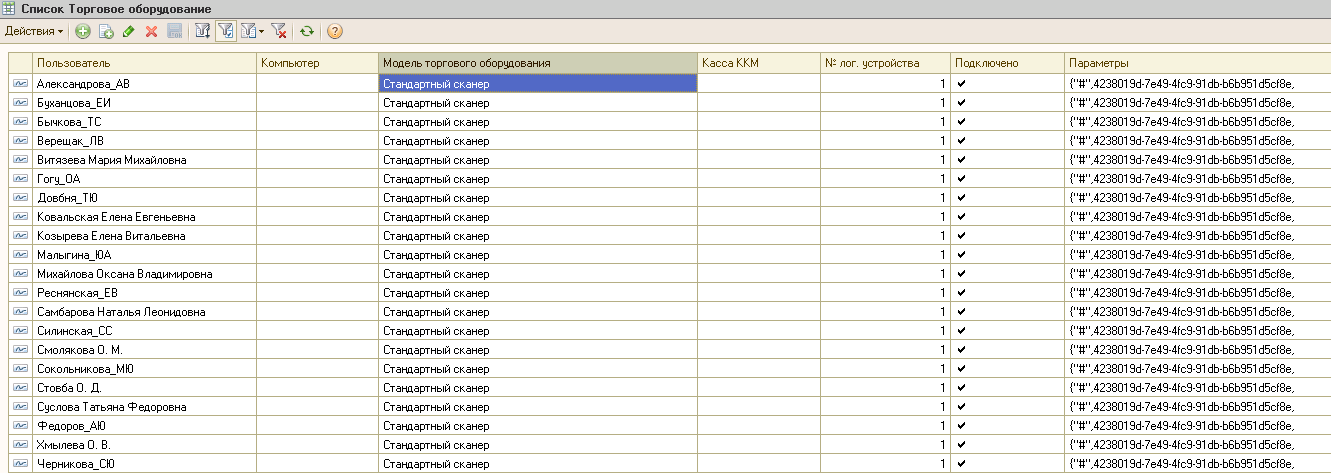 Список Торговое оборудование
Действия
Пользователь Компьютер Модель торгового оборудования Касса ККМ № лог. устройства Подключено Параметры
Александрова_АВ Стандартный сканер 1 {"#",4238019d-7e49-4fc9-91db-b6b951d5cf8e,
Буханцова_ЕИ Стандартный сканер 1 {"#",4238019d-7e49-4fc9-91db-b6b951d5cf8e,
Бычкова_ТС Стандартный сканер 1 {"#",4238019d-7e49-4fc9-91db-b6b951d5cf8e,
Верещак_ЛВ Стандартный сканер 1 {"#",4238019d-7e49-4fc9-91db-b6b951d5cf8e,
Витязева Мария Михайловна Стандартный сканер 1 {"#",4238019d-7e49-4fc9-91db-b6b951d5cf8e,
Гогу_ОА Стандартный сканер 1 {"#",4238019d-7e49-4fc9-91db-b6b951d5cf8e,
Довбня_ТЮ Стандартный сканер 1 {"#",4238019d-7e49-4fc9-91db-b6b951d5cf8e,
Ковальская Елена Евгеньевна Стандартный сканер 1 {"#",4238019d-7e49-4fc9-91db-b6b951d5cf8e,
Козырева Елена Витальевна Стандартный сканер 1 {"#",4238019d-7e49-4fc9-91db-b6b951d5cf8e,
Малыгина_ЮА Стандартный сканер 1 {"#",4238019d-7e49-4fc9-91db-b6b951d5cf8e,
Михайлова Оксана Владимировна Стандартный сканер 1 {"#",4238019d-7e49-4fc9-91db-b6b951d5cf8e,
Реснянская_ЕВ Стандартный сканер 1 {"#",4238019d-7e49-4fc9-91db-b6b951d5cf8e,
Самбарова Наталья Леонидовна Стандартный сканер 1 {"#",4238019d-7e49-4fc9-91db-b6b951d5cf8e,
Силинская_СС Стандартный сканер 1 {"#",4238019d-7e49-4fc9-91db-b6b951d5cf8e,
Смолякова О. М. Стандартный сканер 1 {"#",4238019d-7e49-4fc9-91db-b6b951d5cf8e,
Сокольникова_МЮ Стандартный сканер 1 {"#",4238019d-7e49-4fc9-91db-b6b951d5cf8e,
Стовба О. Д. Стандартный сканер 1 {"#",4238019d-7e49-4fc9-91db-b6b951d5cf8e,
Суслова Татьяна Федоровна Стандартный сканер 1 {"#",4238019d-7e49-4fc9-91db-b6b951d5cf8e,
Федоров_АЮ Стандартный сканер 1 {"#",4238019d-7e49-4fc9-91db-b6b951d5cf8e,
Хмылева О. В. Стандартный сканер 1 {"#",4238019d-7e49-4fc9-91db-b6b951d5cf8e,
Черникова_СЮ Стандартный сканер 1 {"#",4238019d-7e49-4fc9-91db-b6b951d5cf8e,